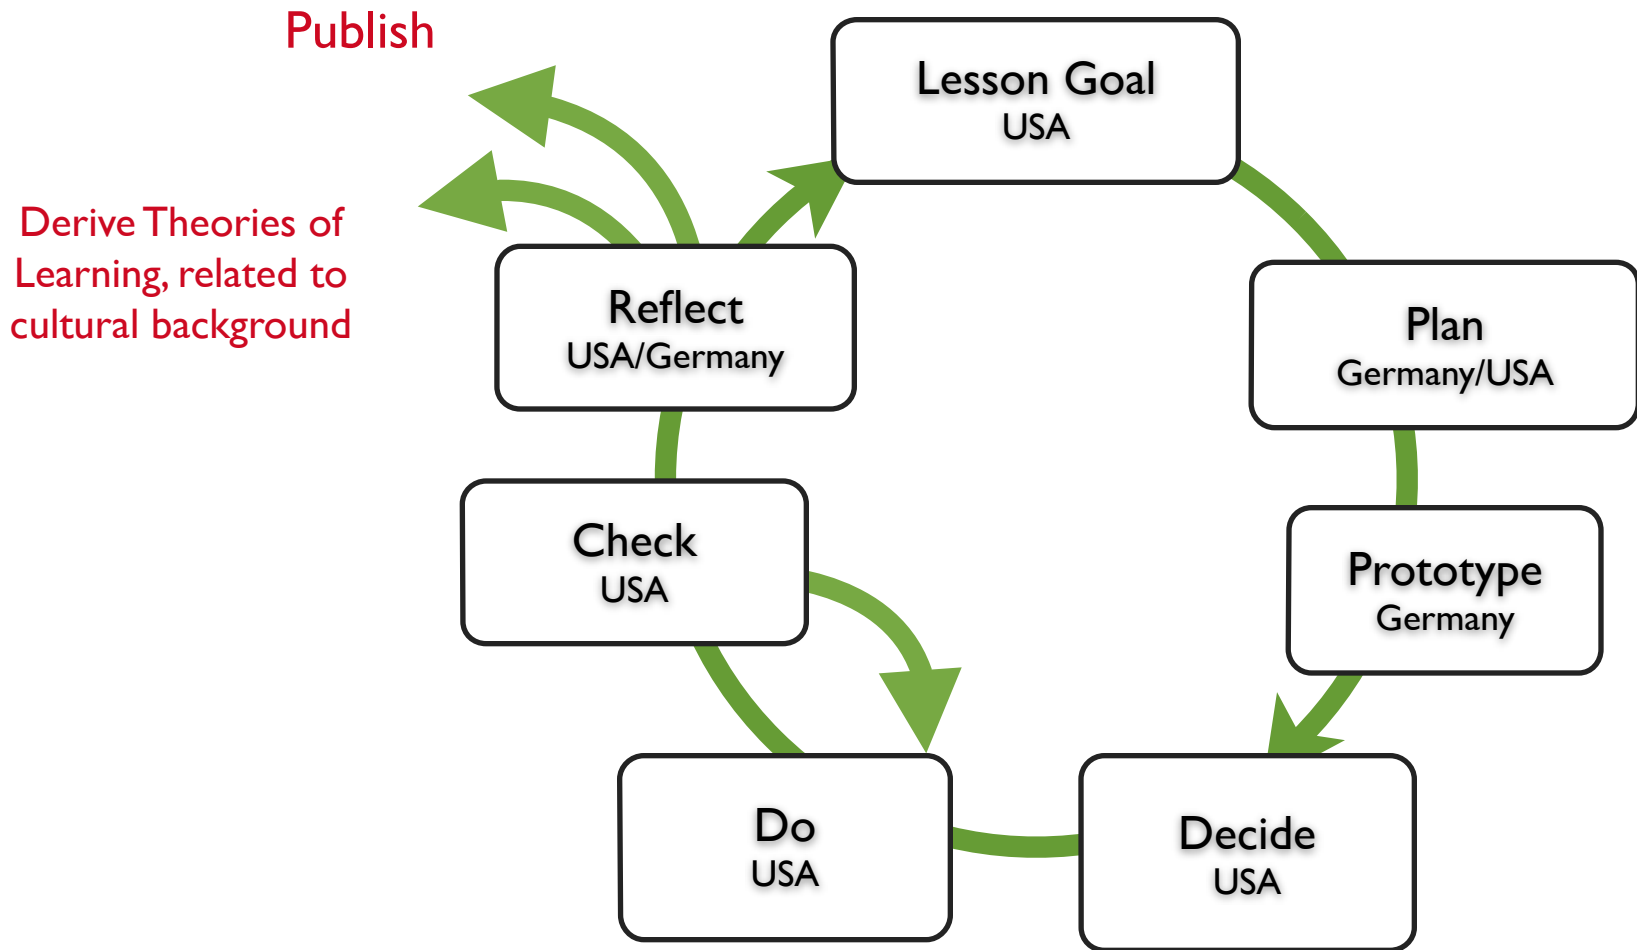 Publish
Derive Theories of
Learning, related to
cultural background
Lesson Goal
USA
Plan
Germany/USA
Prototype
Germany
Decide
USA
Do
USA
Check
USA
Reflect
USA/Germany